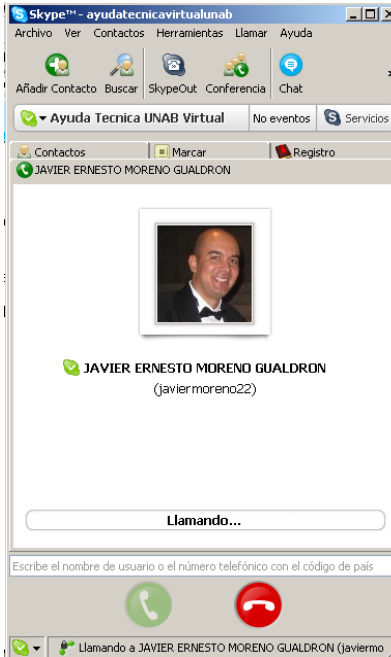 Skype™ - ayudatecnicavirtualunab
Archivo Ver Contactos Herramientas Llamar Ayuda
Añadir Contacto Buscar SkypeOut Conferencia Chat
Ayuda Tecnica UNAB Virtual No eventos Servicios
Contactos Marcar Registro
JAVIER ERNESTO MORENO GUALDRON
JAVIER ERNESTO MORENO GUALDRON
(javiermoreno22)
Llamando...
Escribe el nombre de usuario o el número telefónico con el código de país
Llamando a JAVIER ERNESTO MORENO GUALDRON (javiermo